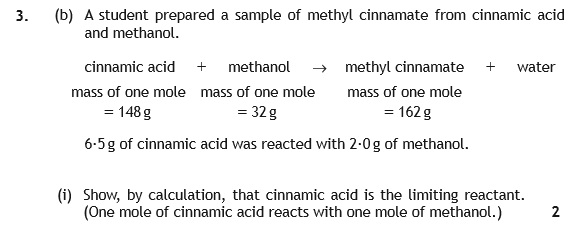 3. (b) A student prepared a sample of methyl cinnamate from cinnamic acid
and methanol.
cinnamic acid + methanol → methyl cinnamate + water
mass of one mole mass of one mole mass of one mole
= 148 g = 32 g = 162 g
6·5 g of cinnamic acid was reacted with 2·0 g of methanol.
(i) Show, by calculation, that cinnamic acid is the limiting reactant.
(One mole of cinnamic acid reacts with one mole of methanol.) 2